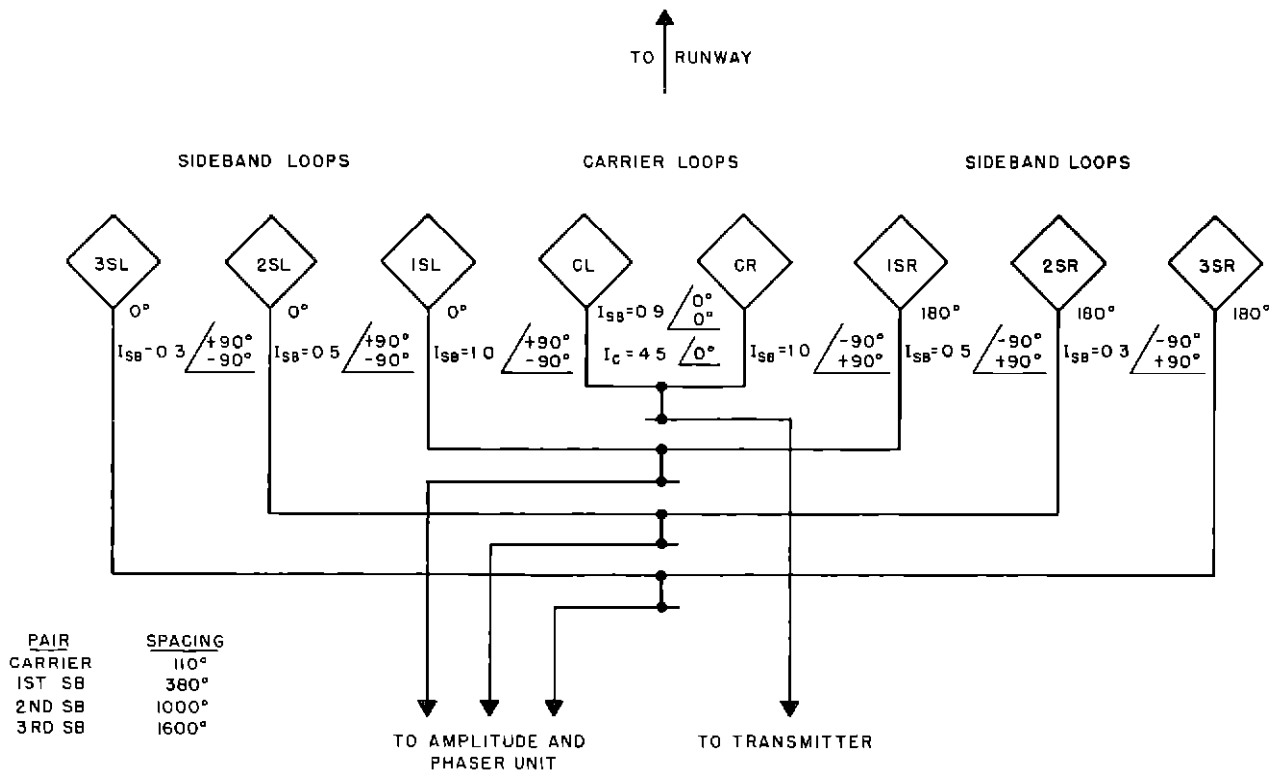 TO RUNWAY
SIDEBAND LOOPS
CARRIER LOOPS
SIDEBAND LOOPS
3SL
2SL
1SL
CL
CR
1SR
2SR
3SR
0°
0°
0°
180°
180°
180°
I_SB=0 9 0°
0°
I_C=4 5 0°
I_SB-0 3 +90°
-90°
I_SB=0 5 +90°
-90°
I_SB=1 0 +90°
-90°
I_SB=1 0 -90°
+90°
I_SB=0 5 -90°
+90°
I_SB=0 3 -90°
+90°
PAIR SPACING
CARRIER 110°
1ST SB 380°
2ND SB 1000°
3RD SB 1600°
TO AMPLITUDE AND
PHASER UNIT
TO TRANSMITTER